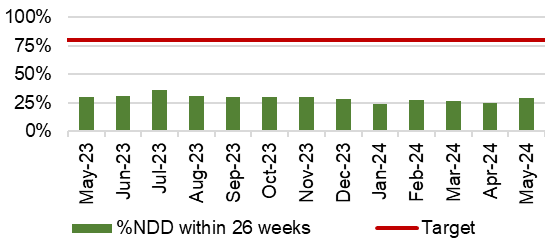 100%
75%
50%
25%
0%
May-23
Jun-23
Jul-23
Aug-23
Sep-23
Oct-23
Nov-23
Dec-23
Jan-24
Feb-24
Mar-24
Apr-24
May-24
%NDD within 26 weeks
Target